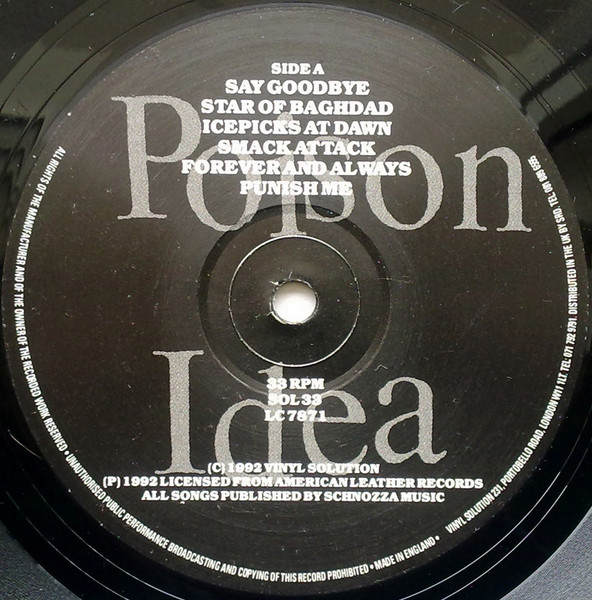 SIDE A
SAY GOODBYE
STAR OF BAGHDAD
ICEPICKS AT DAWN
SMACK ATTACK
FOREVER AND ALWAYS
PUNISH ME
Poison
Idea
33 RPM
SOL 33
LC 7871
(C) 1992 VINYL SOLUTION
(P) 1992 LICENSED FROM AMERICAN LEATHER RECORDS
ALL SONGS PUBLISHED BY SCHNOZZA MUSIC
ALL RIGHTS OF THE MANUFACTURER AND OF THE OWNER OF THE RECORDED WORK RESERVED • UNAUTHORISED PUBLIC PERFORMANCE BROADCASTING AND COPYING OF THIS RECORD PROHIBITED • MADE IN ENGLAND • VINYL SOLUTION 231, PORTOBELLO ROAD, LONDON W11 1LT TEL 071 792 9791. DISTRIBUTED IN THE UK BY SRD. TEL.